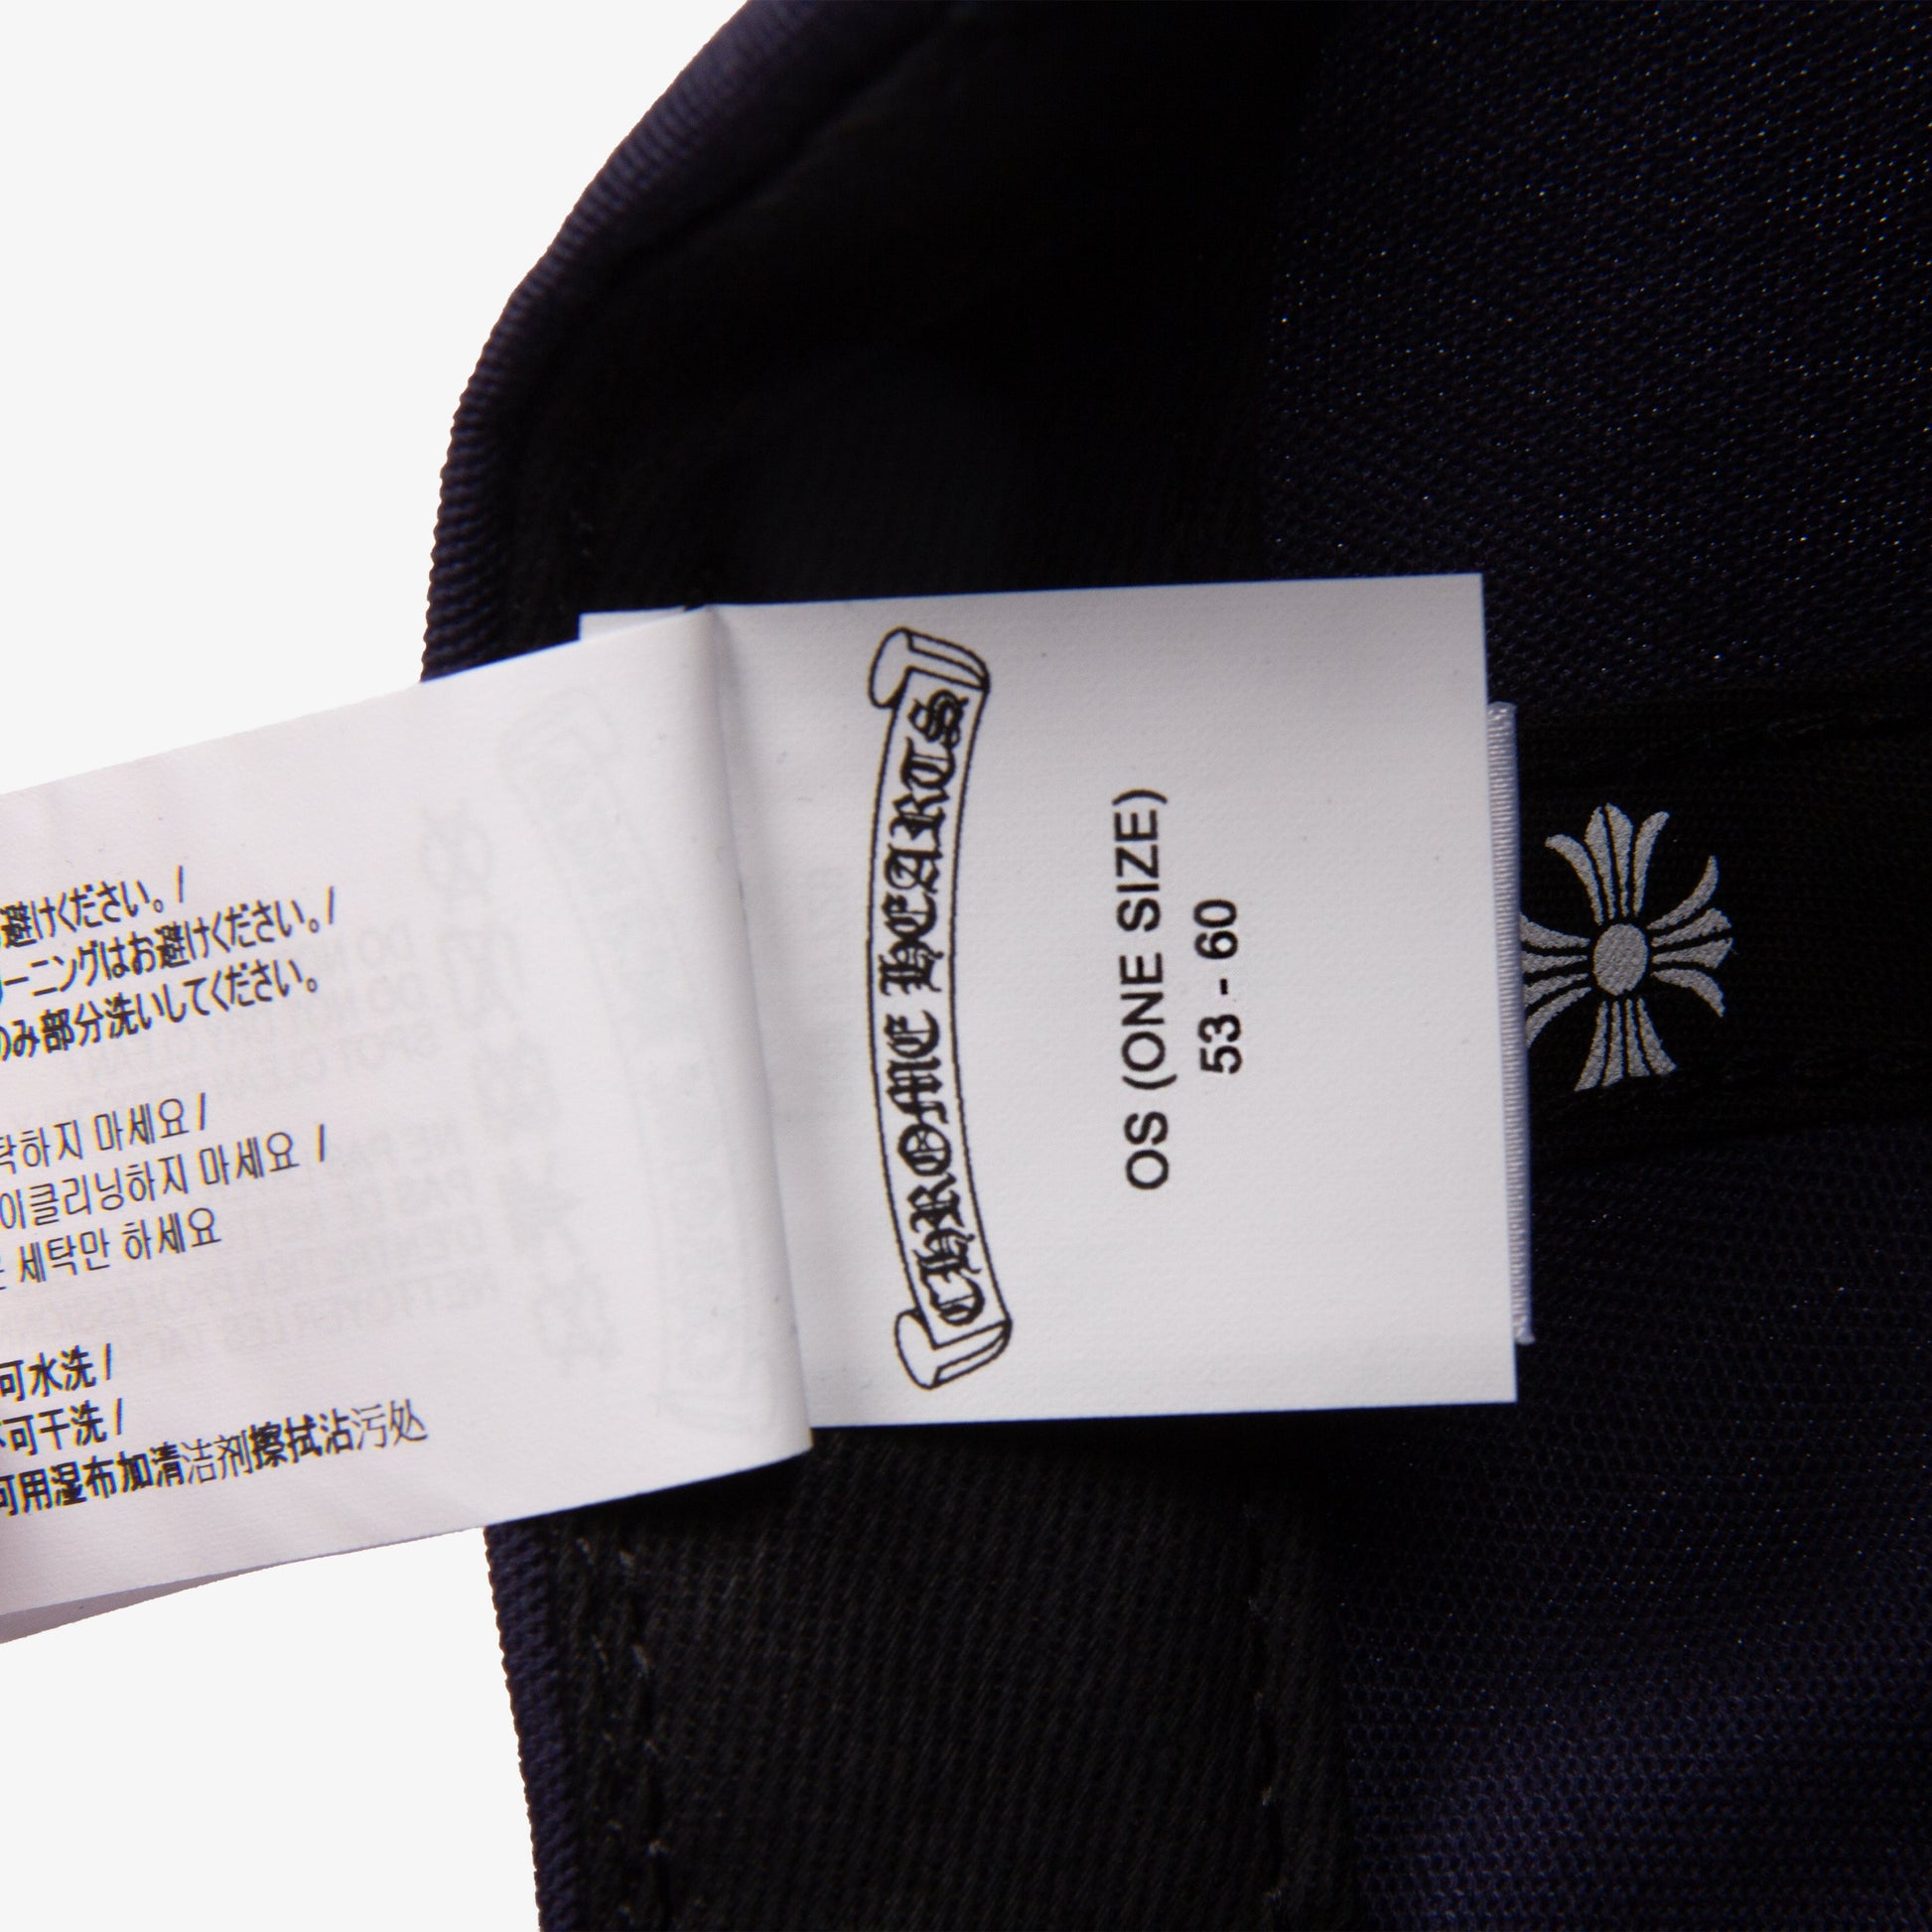 CHROME HEARTS
OS (ONE SIZE)
53 - 60
避けください。/
ーニングはお避けください。/
のみ部分洗いしてください。
탁하지 마세요 /
이클리닝하지 마세요 /
세탁만 하세요
可水洗 /
可干洗 /
可用湿布加清洁剂擦拭沾污处